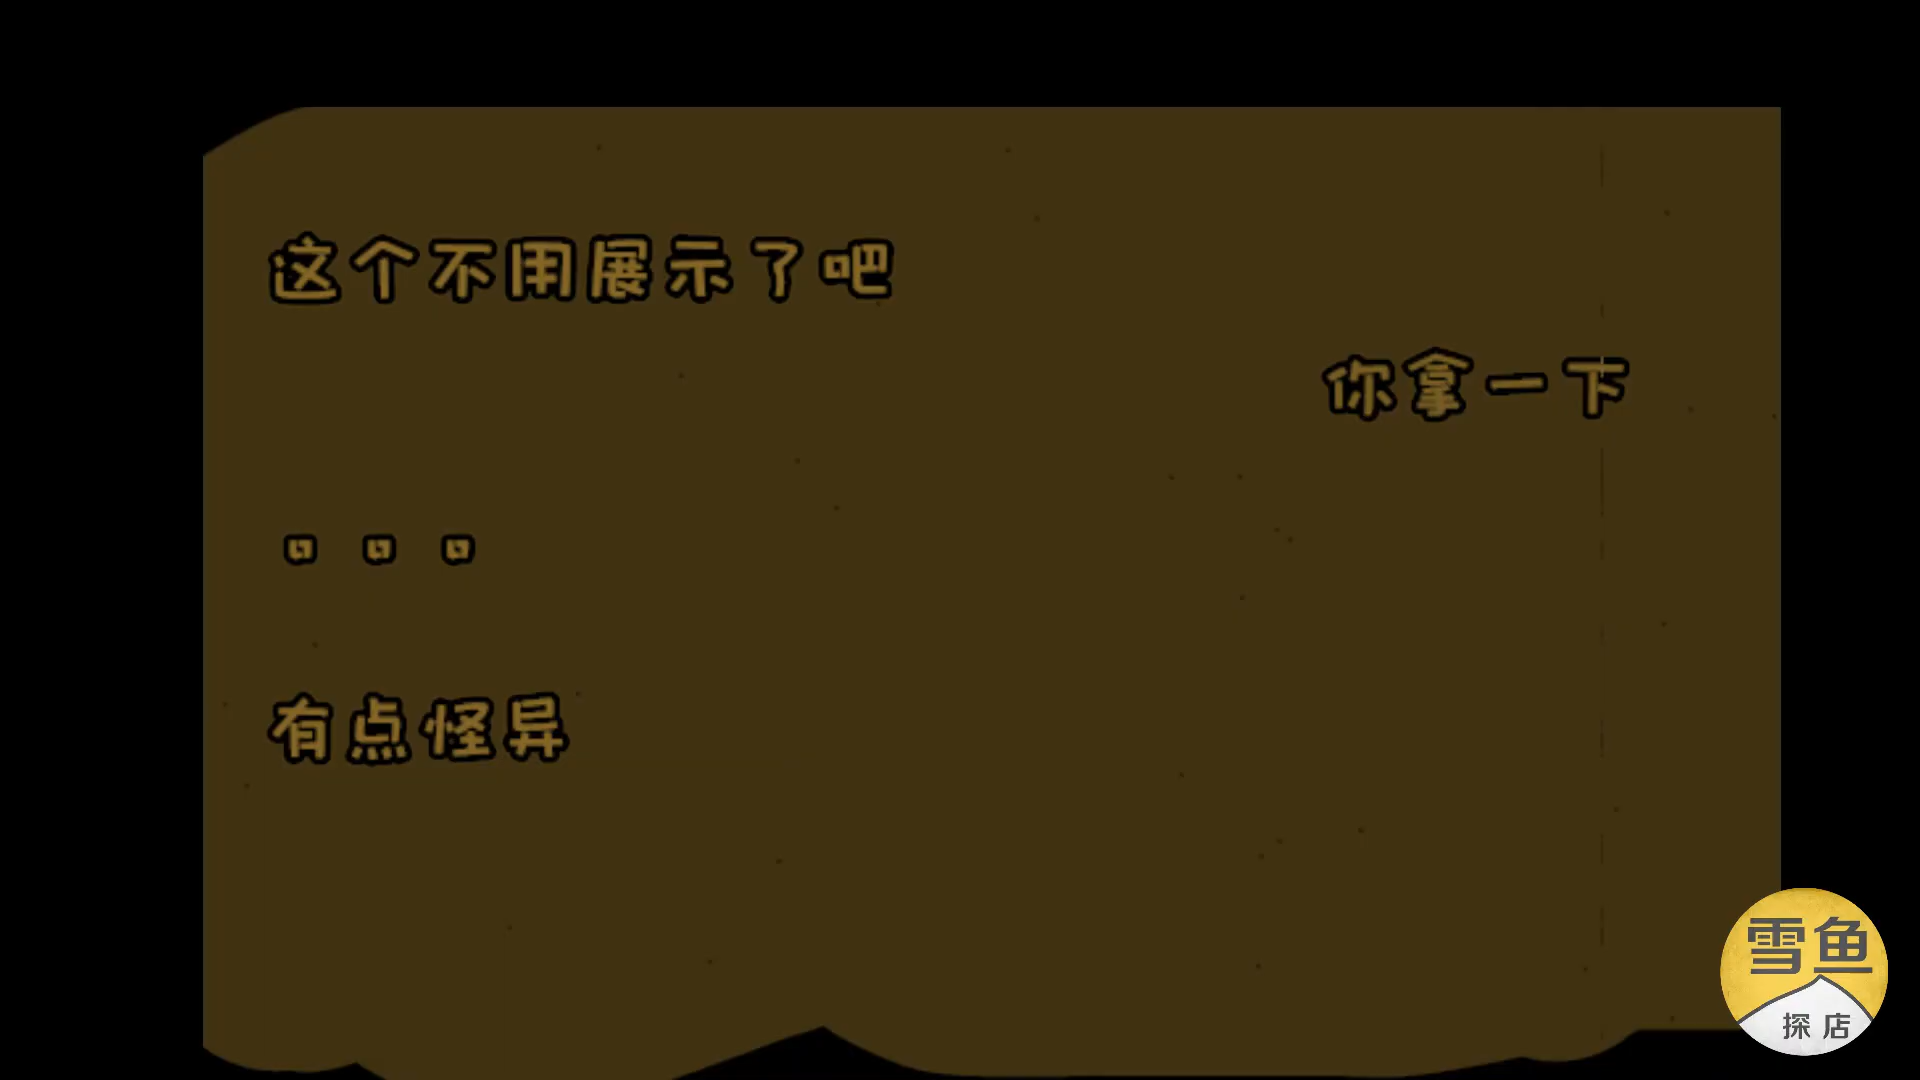 这个不用展示了吧
你拿一下
。。。
有点怪异
雪鱼
探店